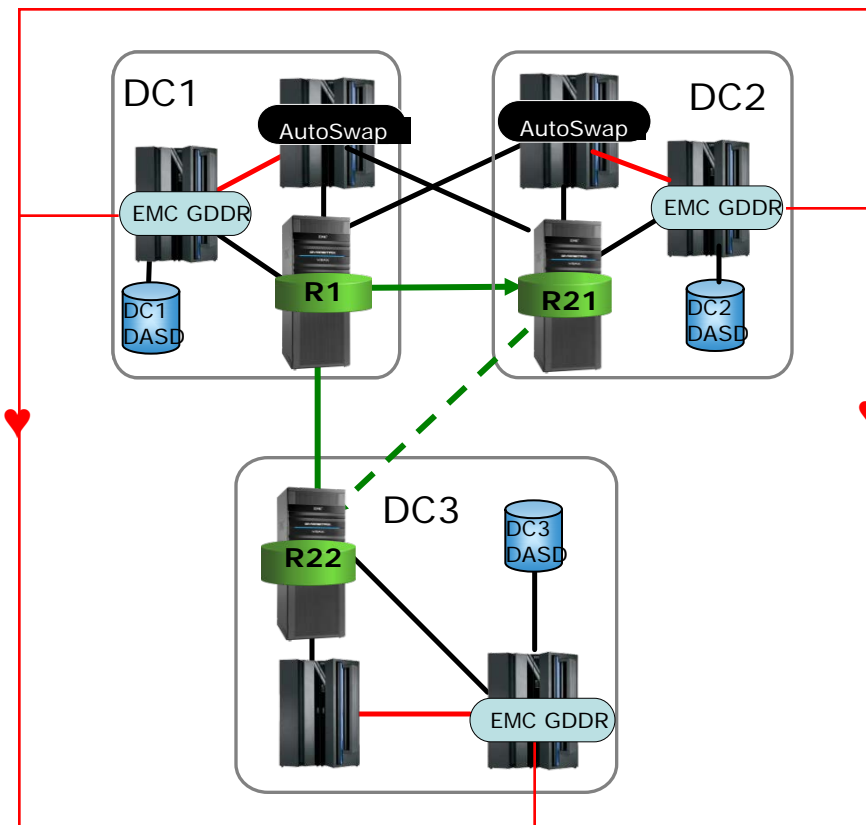 DC1
AutoSwap
EMC GDDR
R1
DC1
DASD
DC2
AutoSwap
EMC GDDR
R21
DC2
DASD
DC3
R22
DC3
DASD
EMC GDDR